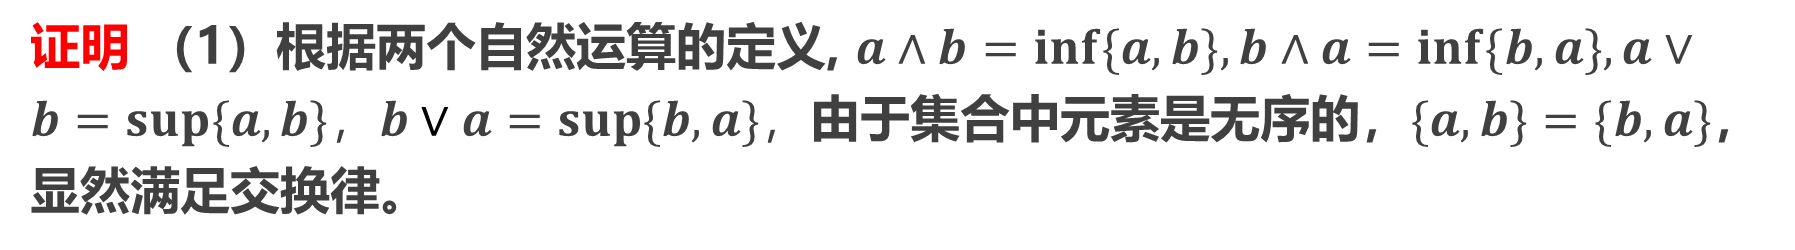 证明 （1）根据两个自然运算的定义, a ∧ b = inf{a, b}, b ∧ a = inf{b, a}, a ∨
b = sup{a, b}，b ∨ a = sup{b, a}，由于集合中元素是无序的，{a, b} = {b, a}，
显然满足交换律。